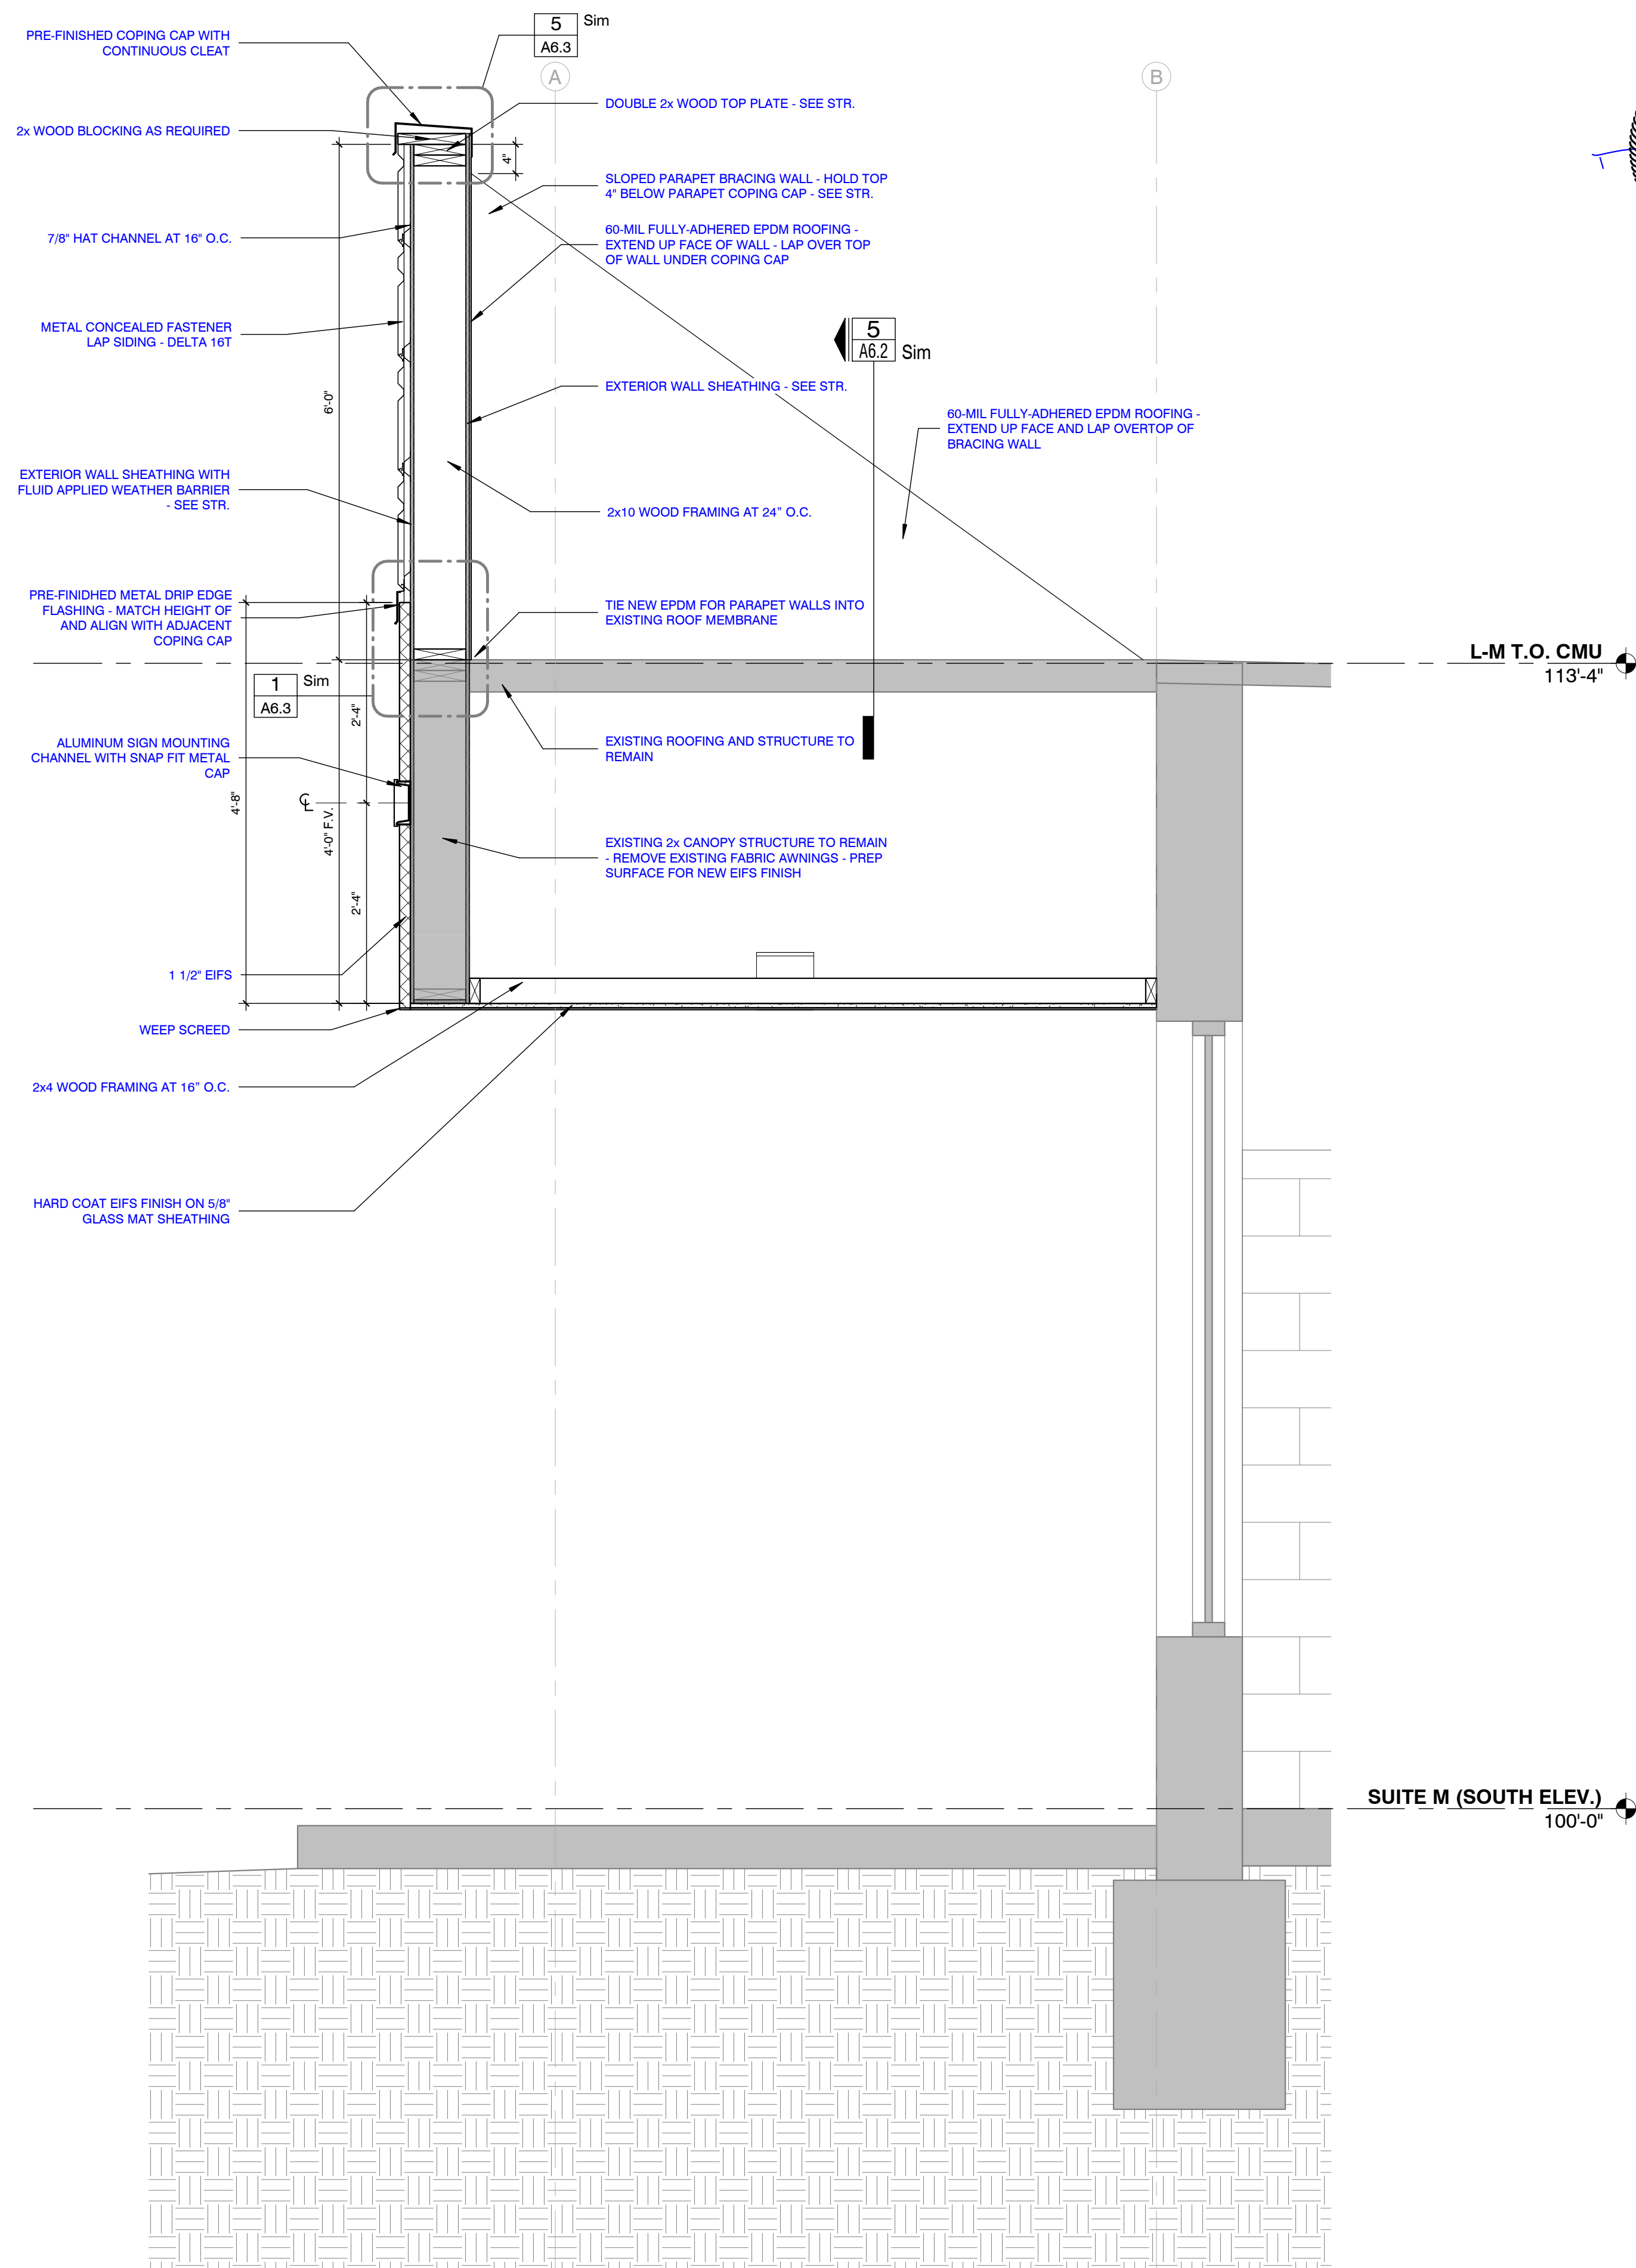 5
Sim
A6.3
A
B
PRE-FINISHED COPING CAP WITH
CONTINUOUS CLEAT
2x WOOD BLOCKING AS REQUIRED
7/8" HAT CHANNEL AT 16" O.C.
METAL CONCEALED FASTENER
LAP SIDING - DELTA 16T
EXTERIOR WALL SHEATHING WITH
FLUID APPLIED WEATHER BARRIER
- SEE STR.
PRE-FINIDHED METAL DRIP EDGE
FLASHING - MATCH HEIGHT OF
AND ALIGN WITH ADJACENT
COPING CAP
1
Sim
A6.3
ALUMINUM SIGN MOUNTING
CHANNEL WITH SNAP FIT METAL
CAP
1 1/2" EIFS
WEEP SCREED
2x4 WOOD FRAMING AT 16" O.C.
HARD COAT EIFS FINISH ON 5/8"
GLASS MAT SHEATHING
6'-0"
4"
2'-4"
4'-8"
4'-0" F.V.
2'-4"
CL
DOUBLE 2x WOOD TOP PLATE - SEE STR.
SLOPED PARAPET BRACING WALL - HOLD TOP
4" BELOW PARAPET COPING CAP - SEE STR.
60-MIL FULLY-ADHERED EPDM ROOFING -
EXTEND UP FACE OF WALL - LAP OVER TOP
OF WALL UNDER COPING CAP
5
A6.2
Sim
EXTERIOR WALL SHEATHING - SEE STR.
60-MIL FULLY-ADHERED EPDM ROOFING -
EXTEND UP FACE AND LAP OVERTOP OF
BRACING WALL
2x10 WOOD FRAMING AT 24" O.C.
TIE NEW EPDM FOR PARAPET WALLS INTO
EXISTING ROOF MEMBRANE
EXISTING ROOFING AND STRUCTURE TO
REMAIN
EXISTING 2x CANOPY STRUCTURE TO REMAIN
- REMOVE EXISTING FABRIC AWNINGS - PREP
SURFACE FOR NEW EIFS FINISH
L-M T.O. CMU
113'-4"
SUITE M (SOUTH ELEV.)
100'-0"